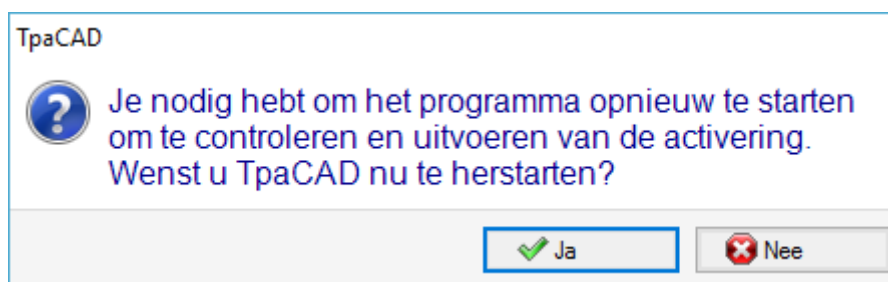 TpaCAD
Je nodig hebt om het programma opnieuw te starten
om te controleren en uitvoeren van de activering.
Wenst u TpaCAD nu te herstarten?
Ja
Nee